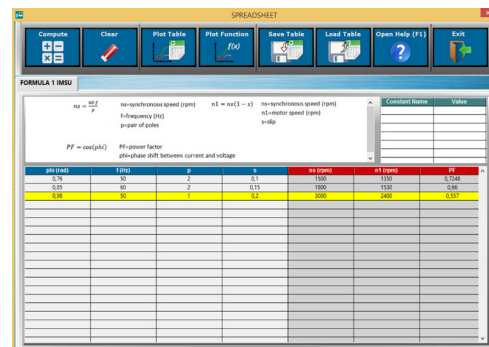 SPREADSHEET
Compute Clear Plot Table Plot Function Save Table Load Table Open Help (F1) Exit
f(x)
FORMULA 1 IMSU
ns = 60·f / p ns=synchronous speed (rpm) n1 = ns(1 − s) ns=synchronous speed (rpm)
f=frequency (Hz) n1=motor speed (rpm)
p=pair of poles s=slip
PF = cos(phi) PF=power factor
phi=phase shift between current and voltage
Constant Name Value
phi (rad) f (Hz) p s ns (rpm) n1 (rpm) PF
0,76 50 2 0,1 1500 1350 0,7248
0,85 60 2 0,15 1800 1530 0,66
0,98 50 1 0,2 3000 2400 0,557